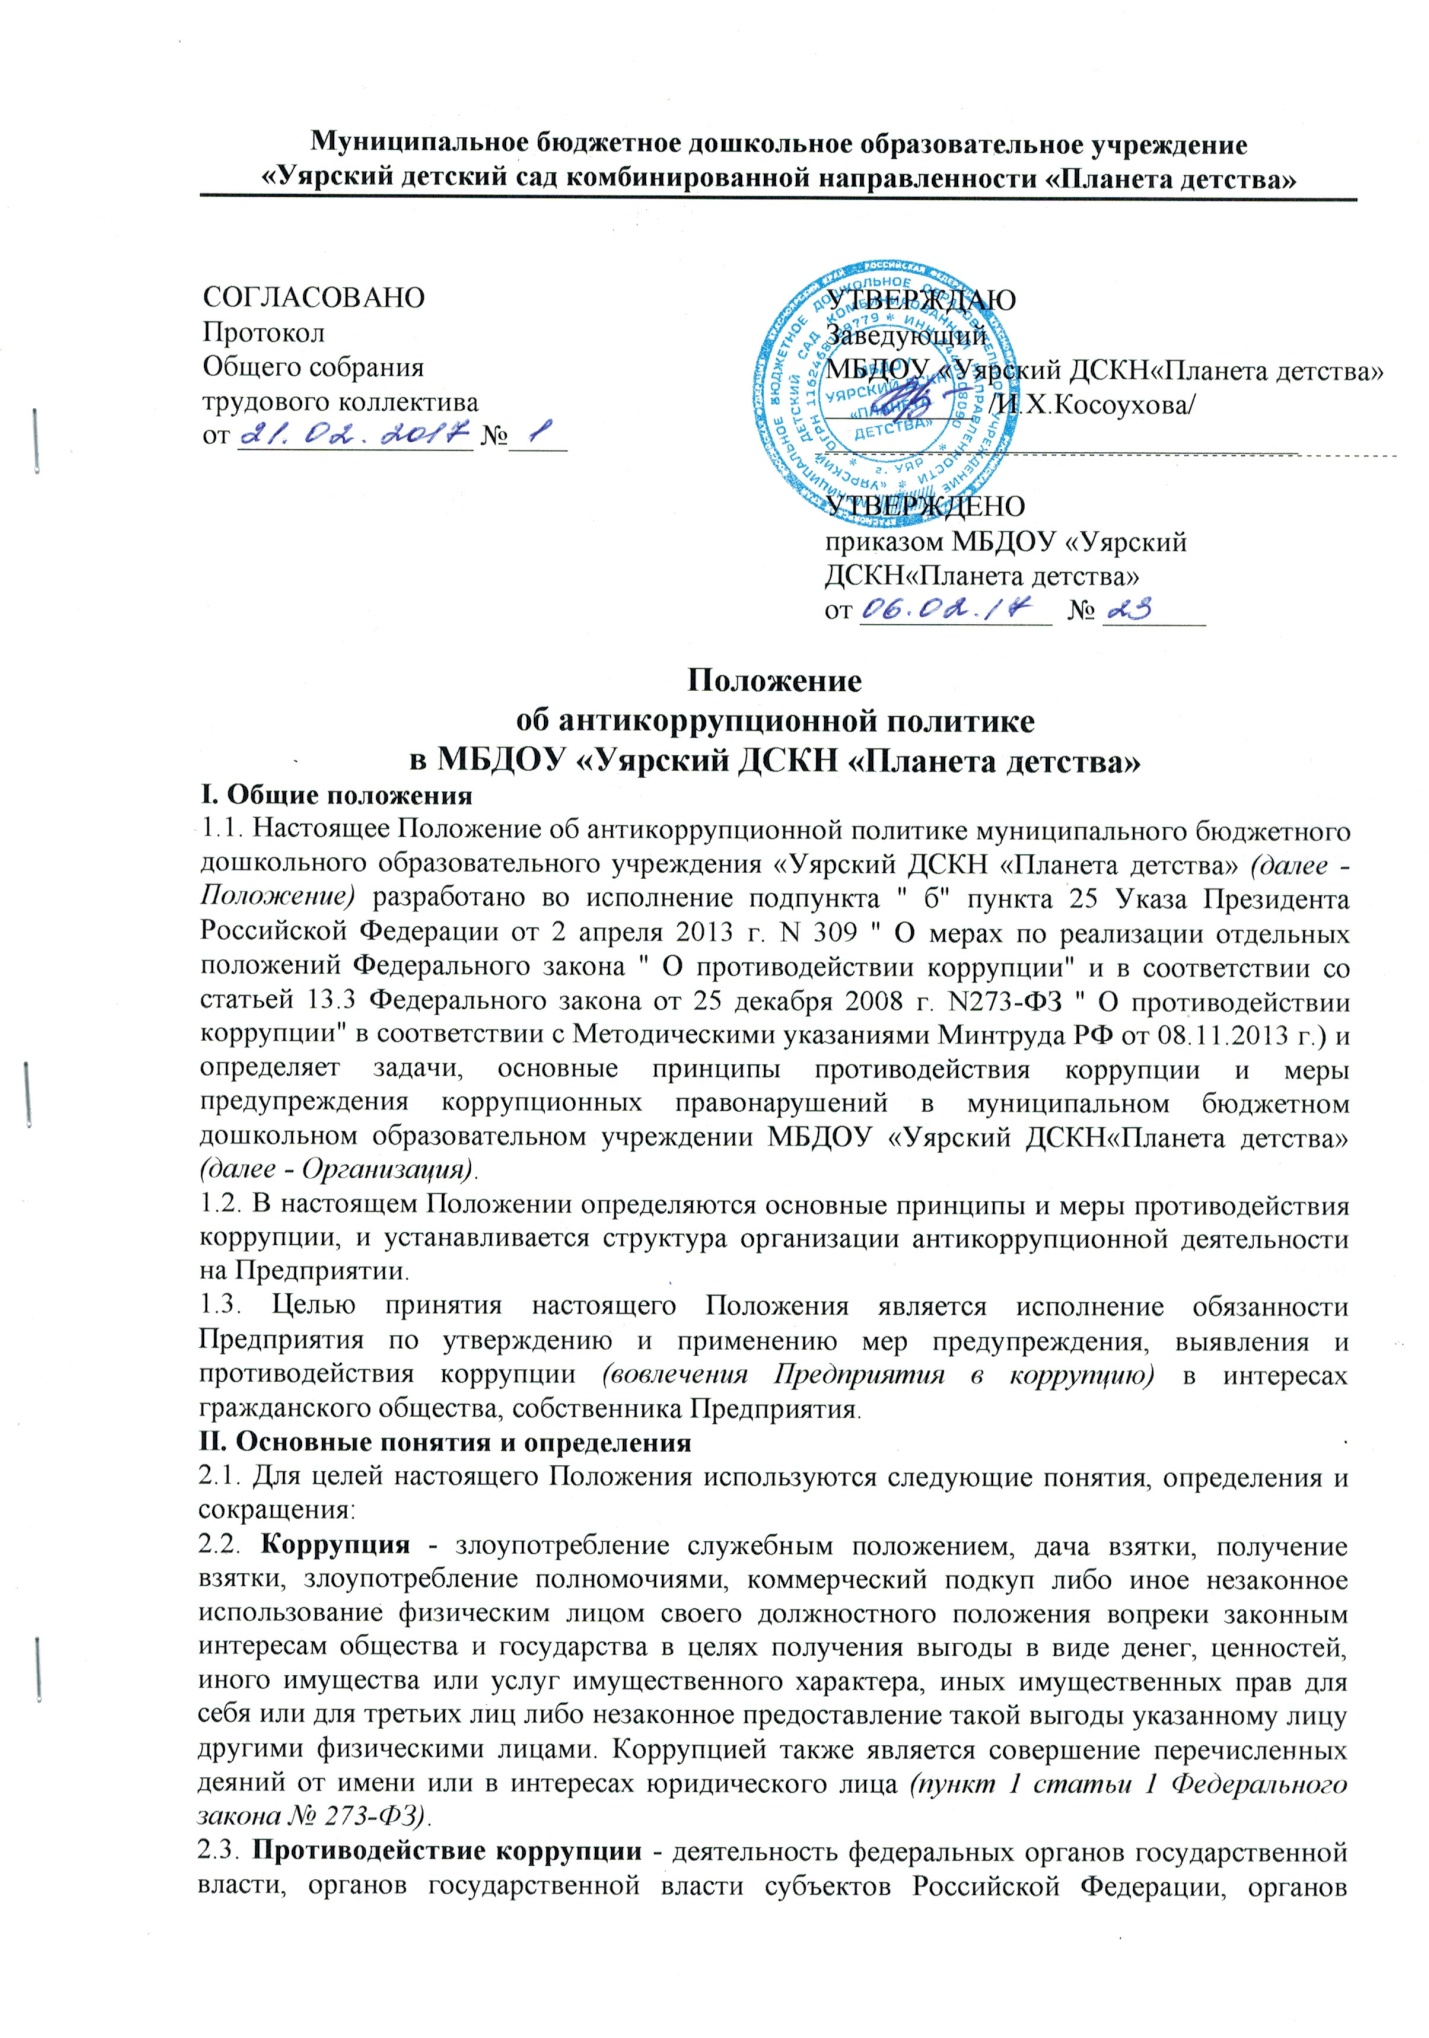 Муниципальное бюджетное дошкольное образовательное учреждение
«Уярский детский сад комбинированной направленности «Планета детства»
СОГЛАСОВАНО
Протокол
Общего собрания
трудового коллектива
от 21.02.2017 № 1
УТВЕРЖДАЮ
Заведующий
МБДОУ «Уярский ДСКН«Планета детства»
/И.Х.Косоухова/
МБДОУ
УЯРСКИЙ ДСКН
«ПЛАНЕТА
ДЕТСТВА»
г. УЯР
УТВЕРЖДЕНО
приказом МБДОУ «Уярский
ДСКН«Планета детства»
от 06.02.17 № 23
Положение
об антикоррупционной политике
в МБДОУ «Уярский ДСКН «Планета детства»
I. Общие положения
1.1. Настоящее Положение об антикоррупционной политике муниципального бюджетного
дошкольного образовательного учреждения «Уярский ДСКН «Планета детства» (далее -
Положение) разработано во исполнение подпункта " б" пункта 25 Указа Президента
Российской Федерации от 2 апреля 2013 г. N 309 " О мерах по реализации отдельных
положений Федерального закона " О противодействии коррупции" и в соответствии со
статьей 13.3 Федерального закона от 25 декабря 2008 г. N273-ФЗ " О противодействии
коррупции" в соответствии с Методическими указаниями Минтруда РФ от 08.11.2013 г.) и
определяет задачи, основные принципы противодействия коррупции и меры
предупреждения коррупционных правонарушений в муниципальном бюджетном
дошкольном образовательном учреждении МБДОУ «Уярский ДСКН«Планета детства»
(далее - Организация).
1.2. В настоящем Положении определяются основные принципы и меры противодействия
коррупции, и устанавливается структура организации антикоррупционной деятельности
на Предприятии.
1.3. Целью принятия настоящего Положения является исполнение обязанности
Предприятия по утверждению и применению мер предупреждения, выявления и
противодействия коррупции (вовлечения Предприятия в коррупцию) в интересах
гражданского общества, собственника Предприятия.
II. Основные понятия и определения
2.1. Для целей настоящего Положения используются следующие понятия, определения и
сокращения:
2.2. Коррупция - злоупотребление служебным положением, дача взятки, получение
взятки, злоупотребление полномочиями, коммерческий подкуп либо иное незаконное
использование физическим лицом своего должностного положения вопреки законным
интересам общества и государства в целях получения выгоды в виде денег, ценностей,
иного имущества или услуг имущественного характера, иных имущественных прав для
себя или для третьих лиц либо незаконное предоставление такой выгоды указанному лицу
другими физическими лицами. Коррупцией также является совершение перечисленных
деяний от имени или в интересах юридического лица (пункт 1 статьи 1 Федерального
закона № 273-ФЗ).
2.3. Противодействие коррупции - деятельность федеральных органов государственной
власти, органов государственной власти субъектов Российской Федерации, органов